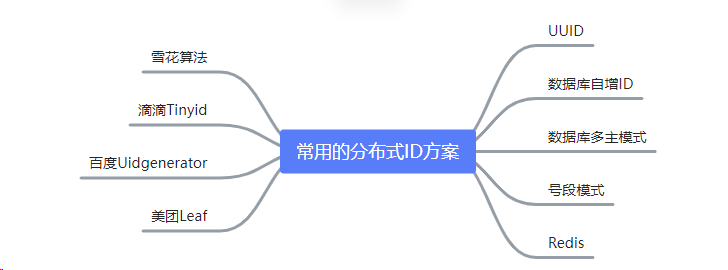 常用的分布式ID方案
UUID
数据库自增ID
数据库多主模式
号段模式
Redis
雪花算法
滴滴Tinyid
百度Uidgenerator
美团Leaf